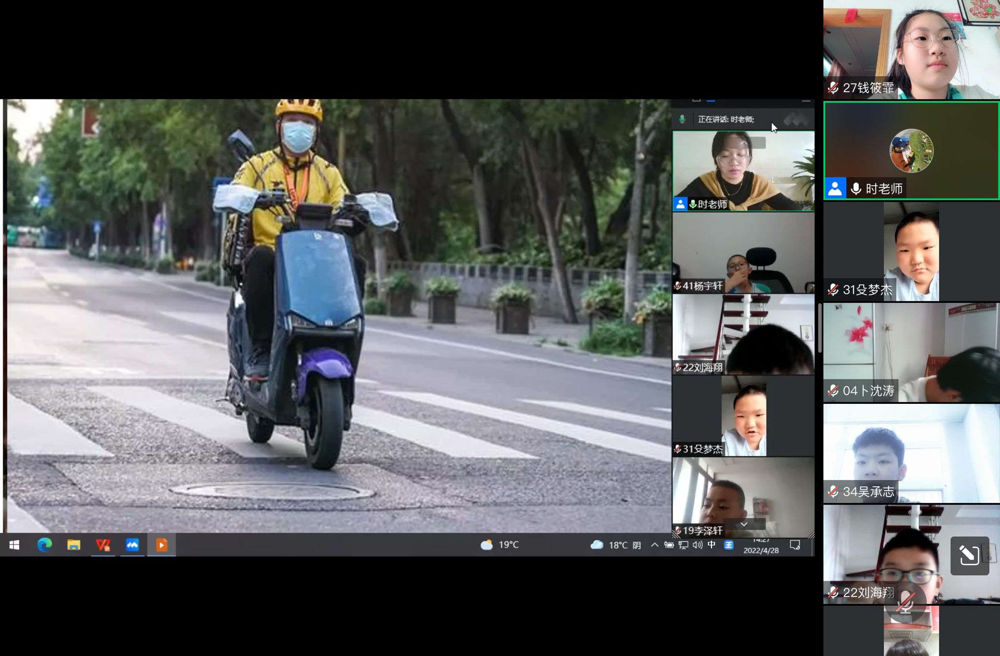 正在讲话: 时老师;
时老师
41杨宇轩
22刘海翔
31殳梦杰
19李泽轩
19°C
18°C 阴
中
14:27
2022/4/28
27钱筱霏
时老师
31殳梦杰
04卜沈涛
34吴承志
22刘海翔